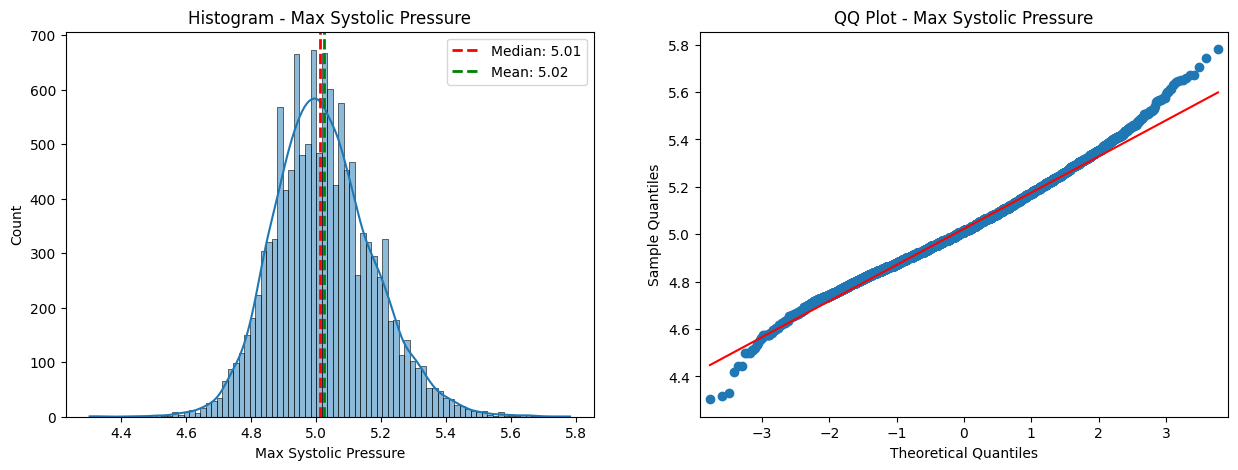 Histogram - Max Systolic Pressure
Median: 5.01
Mean: 5.02
Count
700
600
500
400
300
200
100
0
4.4 4.6 4.8 5.0 5.2 5.4 5.6 5.8
Max Systolic Pressure
QQ Plot - Max Systolic Pressure
Sample Quantiles
5.8
5.6
5.4
5.2
5.0
4.8
4.6
4.4
−3 −2 −1 0 1 2 3
Theoretical Quantiles